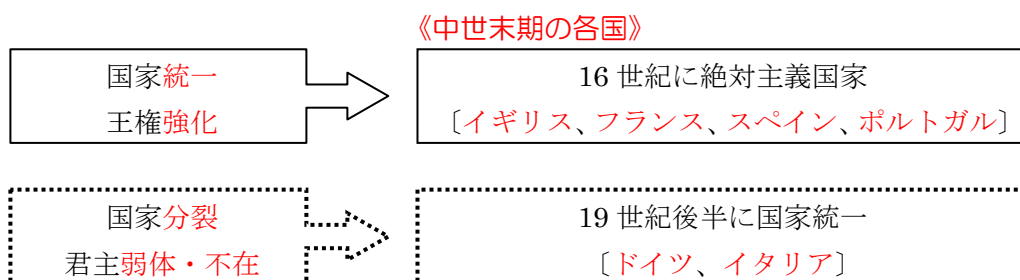 《中世末期の各国》
国家統一
王権強化
16 世紀に絶対主義国家
〔イギリス、フランス、スペイン、ポルトガル〕
国家分裂
君主弱体・不在
19 世紀後半に国家統一
〔ドイツ、イタリア〕